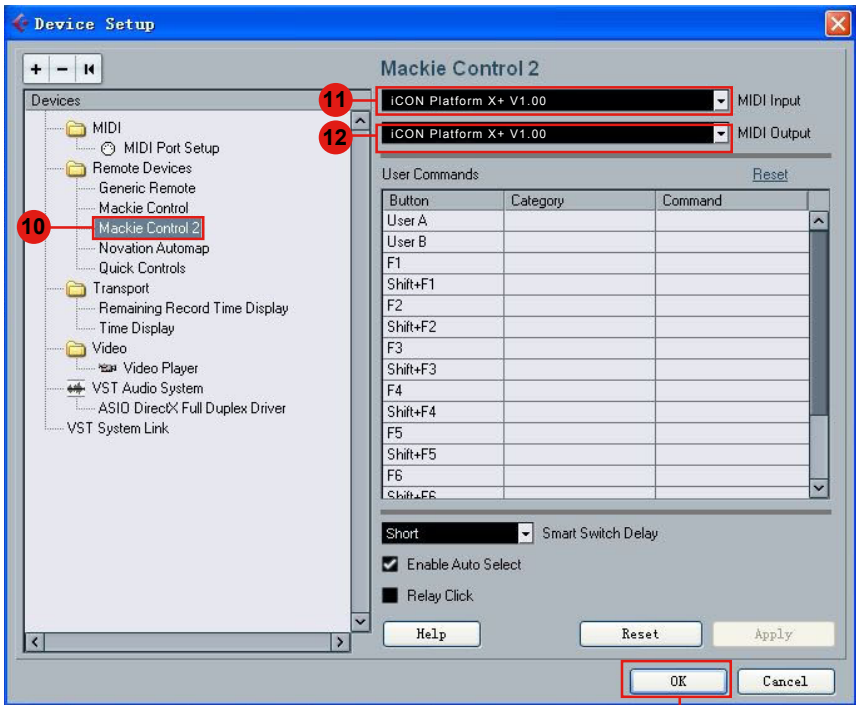 Device Setup
+ - 
Devices
MIDI
MIDI Port Setup
Remote Devices
Generic Remote
Mackie Control
10
Mackie Control 2
Novation Automap
Quick Controls
Transport
Remaining Record Time Display
Time Display
Video
Video Player
VST Audio System
ASIO DirectX Full Duplex Driver
VST System Link
Mackie Control 2
11
iCON Platform X+ V1.00
MIDI Input
12
iCON Platform X+ V1.00
MIDI Output
User Commands
Reset
Button Category Command
User A
User B
F1
Shift+F1
F2
Shift+F2
F3
Shift+F3
F4
Shift+F4
F5
Shift+F5
F6
Shift+F6
Short
Smart Switch Delay
Enable Auto Select
Relay Click
Help Reset Apply
OK Cancel